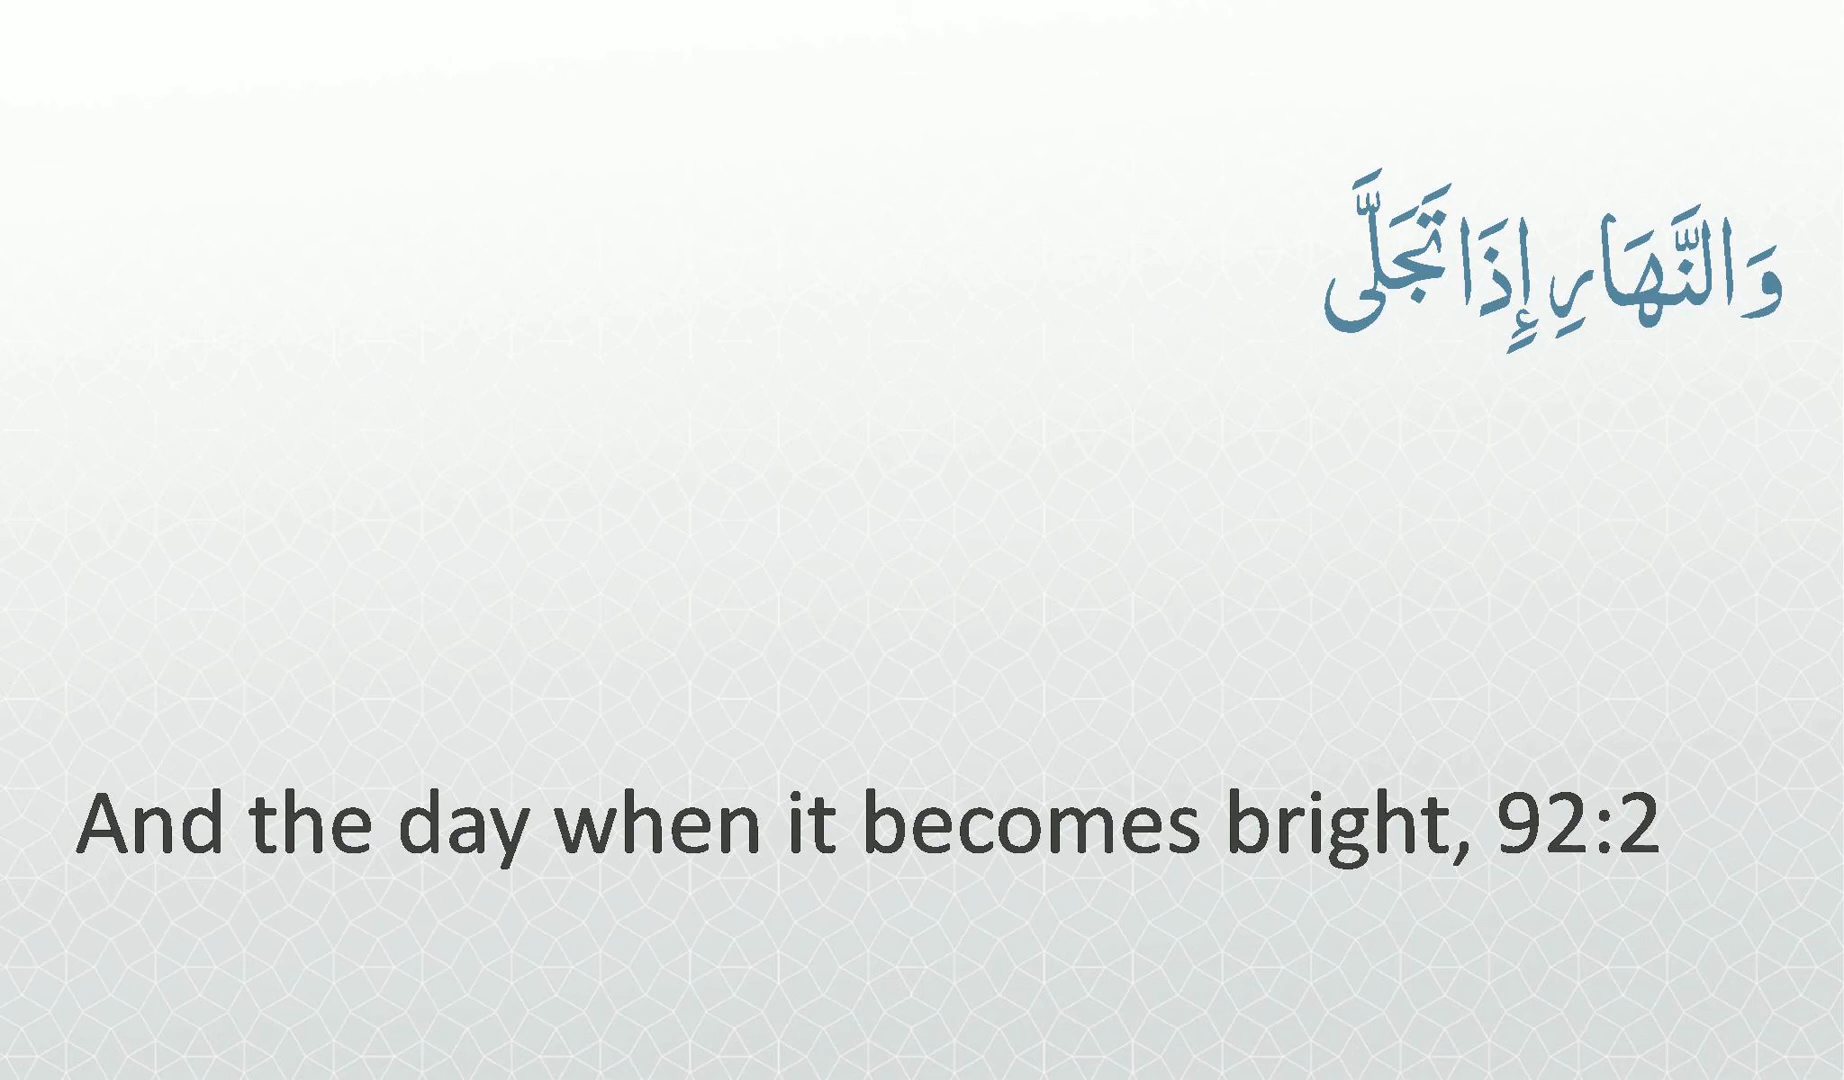 وَالنَّهَارِ إِذَا تَجَلَّى
And the day when it becomes bright, 92:2